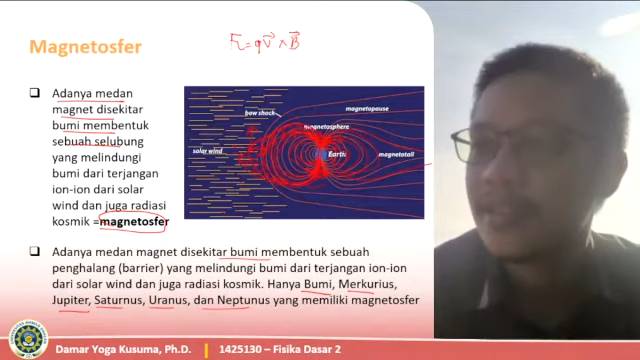 Magnetosfer
F = qv × B
Adanya medan
magnet disekitar
bumi membentuk
sebuah selubung
yang melindungi
bumi dari terjangan
ion-ion dari solar
wind dan juga radiasi
kosmik =magnetosfer
magnetopause
bow shock
magnetosphere
solar wind
Earth
magnetotail
Adanya medan magnet disekitar bumi membentuk sebuah
penghalang (barrier) yang melindungi bumi dari terjangan ion-ion
dari solar wind dan juga radiasi kosmik. Hanya Bumi, Merkurius,
Jupiter, Saturnus, Uranus, dan Neptunus yang memiliki magnetosfer
Damar Yoga Kusuma, Ph.D. | 1425130 – Fisika Dasar 2